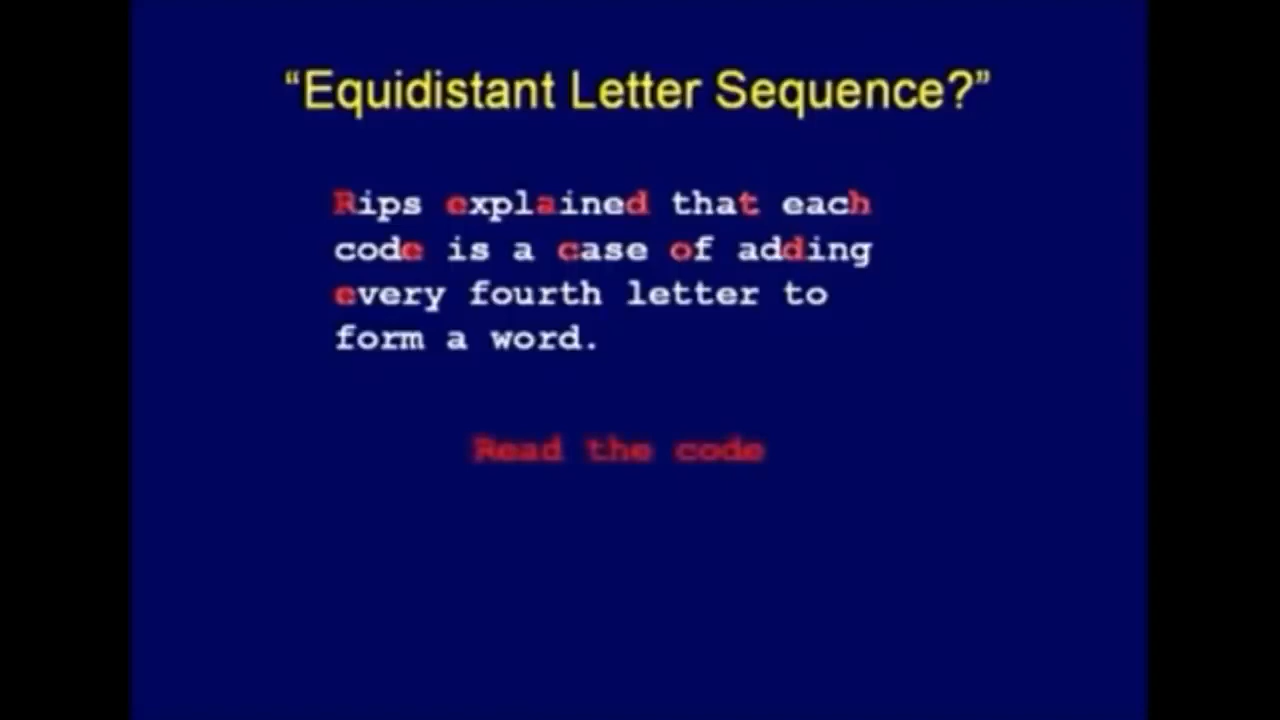 “Equidistant Letter Sequence?”
Rips explained that each
code is a case of adding
every fourth letter to
form a word.
Read the code